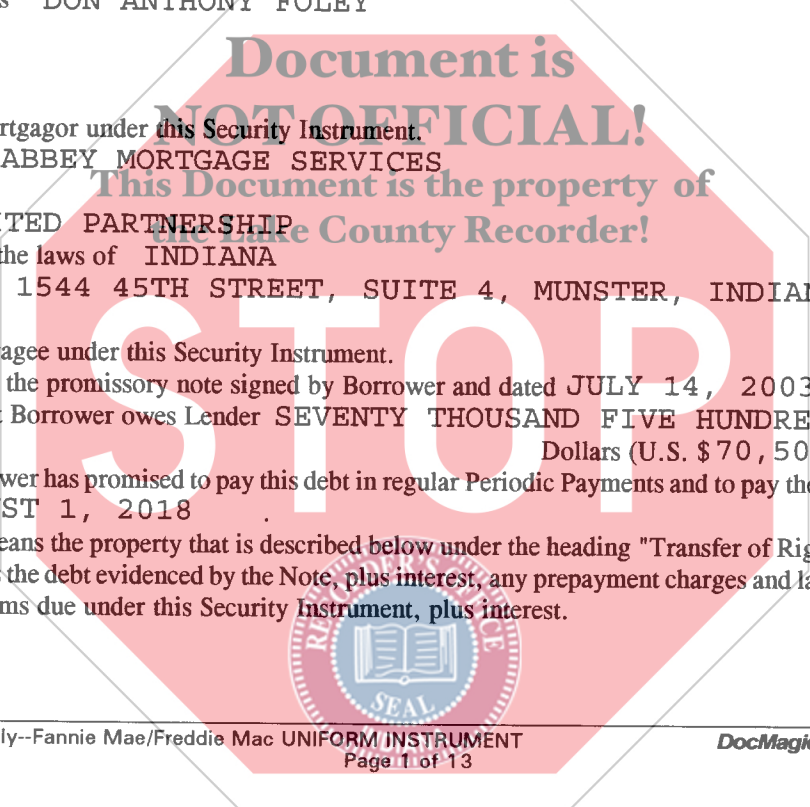 DON ANTHONY FOLEY
Document is
NOT OFFICIAL!
rtgagor under this Security Instrument.
ABBEY MORTGAGE SERVICES
This Document is the property of
ITED PARTNERSHIP
the Lake County Recorder!
the laws of INDIANA
1544 45TH STREET, SUITE 4, MUNSTER, INDIAN
STOP
agee under this Security Instrument.
the promissory note signed by Borrower and dated JULY 14, 2003
t Borrower owes Lender SEVENTY THOUSAND FIVE HUNDRE
Dollars (U.S. $70,50
wer has promised to pay this debt in regular Periodic Payments and to pay the
ST 1, 2018 .
eans the property that is described below under the heading "Transfer of Rig
s the debt evidenced by the Note, plus interest, any prepayment charges and la
ms due under this Security Instrument, plus interest.
RECORDER'S OFFICE
SEAL
INDIANA
ly--Fannie Mae/Freddie Mac UNIFORM INSTRUMENT
DocMagic
Page 1 of 13